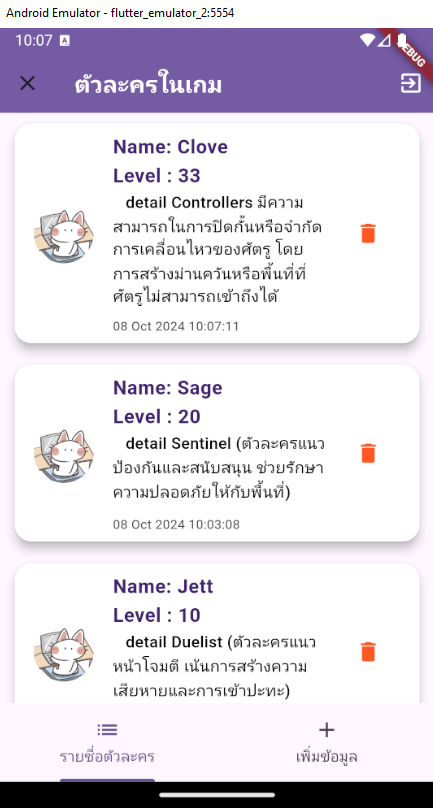 Android Emulator - flutter_emulator_2:5554
10:07 A
DEBUG
ตัวละครในเกม
Name: Clove
Level : 33
detail Controllers มีความ
สามารถในการปิดกั้นหรือจำกัด
การเคลื่อนไหวของศัตรู โดย
การสร้างม่านควันหรือพื้นที่ที่
ศัตรูไม่สามารถเข้าถึงได้
08 Oct 2024 10:07:11
Name: Sage
Level : 20
detail Sentinel (ตัวละครแนว
ป้องกันและสนับสนุน ช่วยรักษา
ความปลอดภัยให้กับพื้นที่)
08 Oct 2024 10:03:08
Name: Jett
Level : 10
detail Duelist (ตัวละครแนว
หน้าโจมตี เน้นการสร้างความ
เสียหายและการเข้าปะทะ)
รายชื่อตัวละคร
เพิ่มข้อมูล